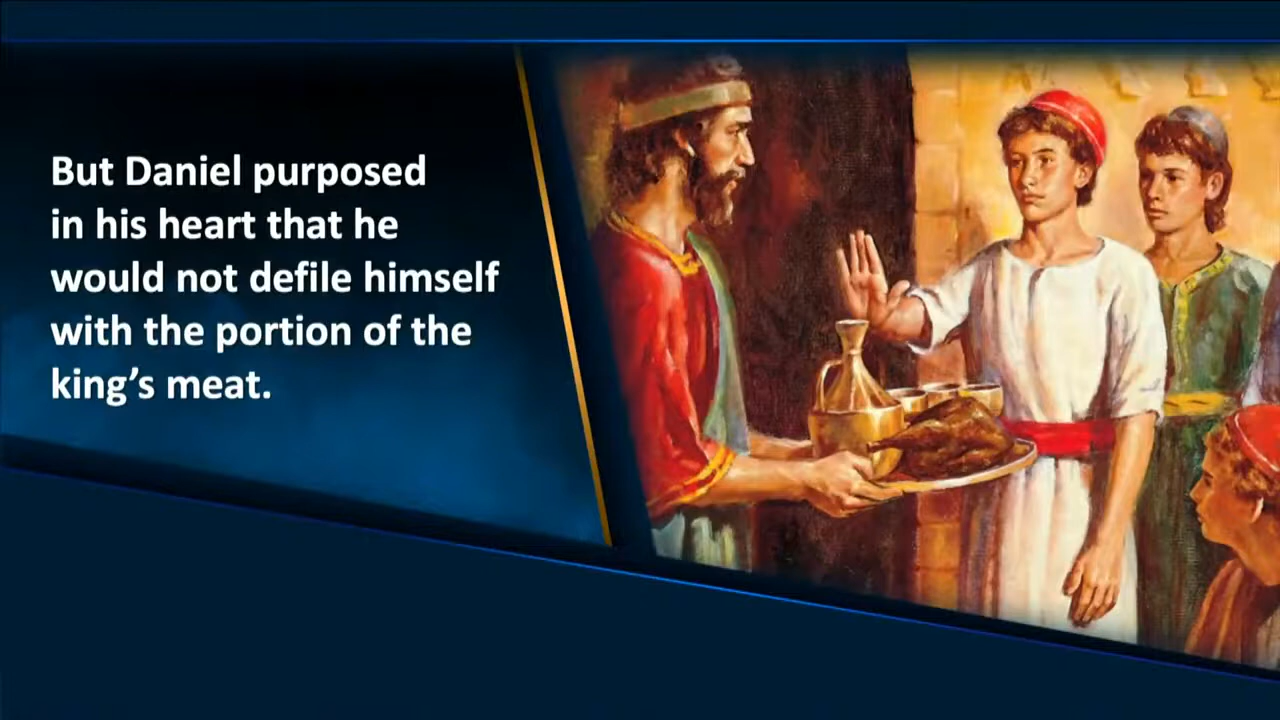 But Daniel purposed
in his heart that he
would not defile himself
with the portion of the
king’s meat.